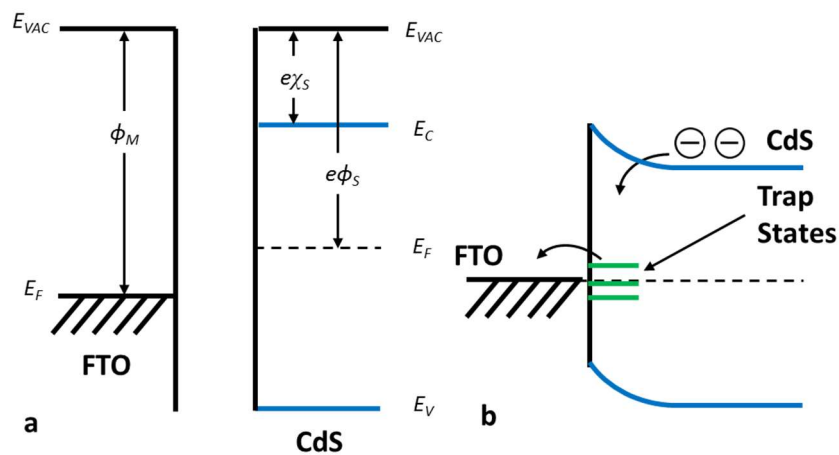 E_VAC
ϕ_M
E_F
FTO
a
E_VAC
eχ_S
E_C
eϕ_S
E_F
E_V
CdS
CdS
Trap
States
FTO
b